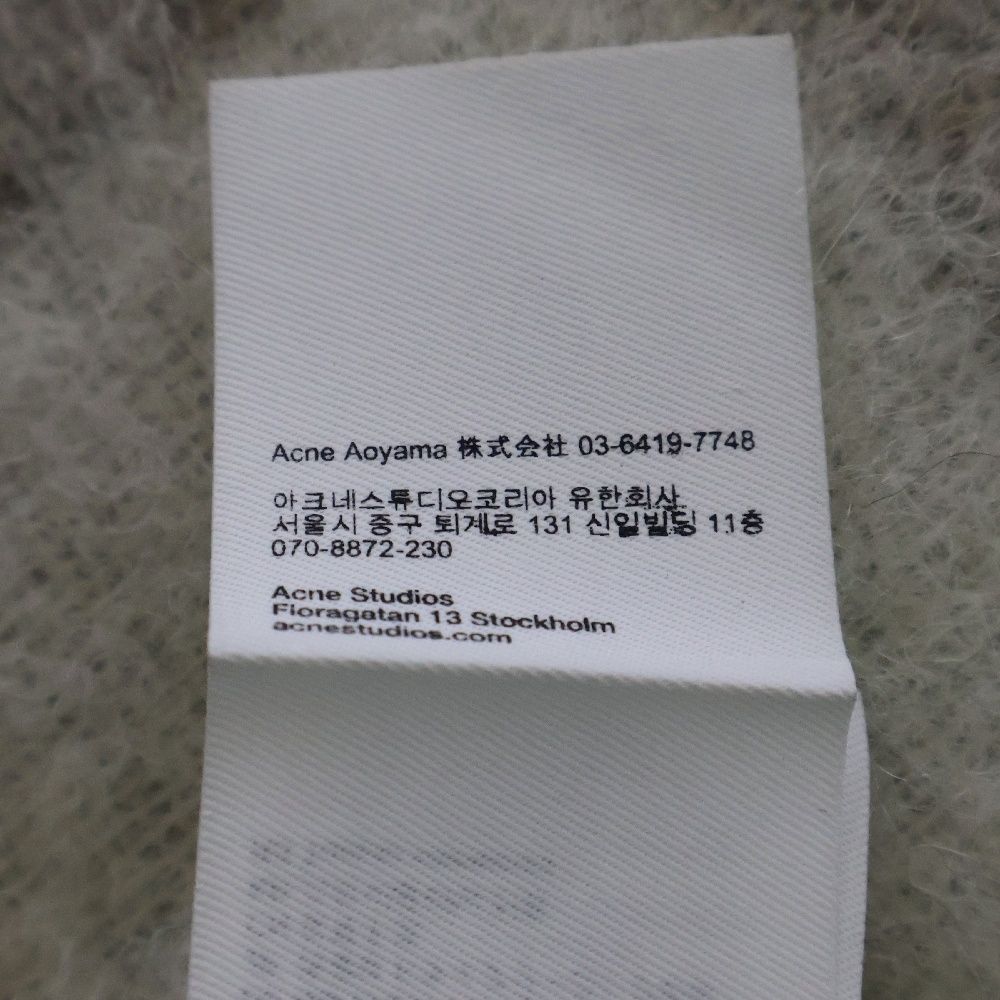 Acne Aoyama 株式会社 03-6419-7748
아크네스튜디오코리아 유한회사
서울시 중구 퇴계로 131 신일빌딩 11층
070-8872-230
Acne Studios
Floragatan 13 Stockholm
acnestudios.com